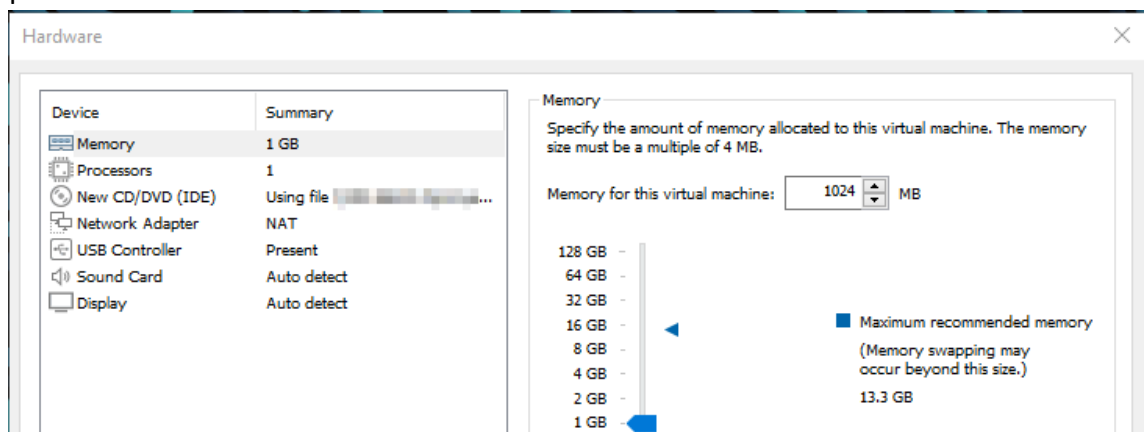 Hardware
Device Summary
Memory 1 GB
Processors 1
New CD/DVD (IDE) Using file ...
Network Adapter NAT
USB Controller Present
Sound Card Auto detect
Display Auto detect
Memory
Specify the amount of memory allocated to this virtual machine. The memory
size must be a multiple of 4 MB.
Memory for this virtual machine: 1024 MB
128 GB
64 GB
32 GB
16 GB
8 GB
4 GB
2 GB
1 GB
Maximum recommended memory
(Memory swapping may
occur beyond this size.)
13.3 GB